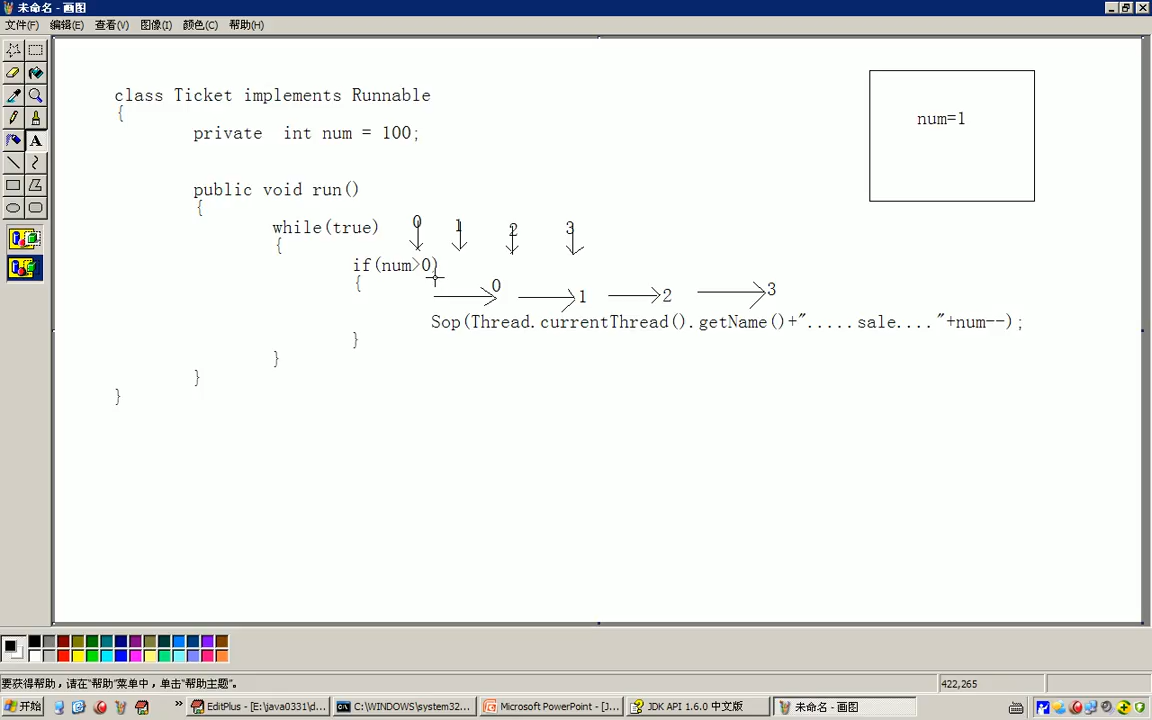 未命名 - 画图
文件(F) 编辑(E) 查看(V) 图像(I) 颜色(C) 帮助(H)
class Ticket implements Runnable
{
private int num = 100;
num=1
public void run()
{
while(true) 0 1 2 3
{
if(num>0)
{ 0 1 2 3
Sop(Thread.currentThread().getName()+".....sale...."+num--);
}
}
}
}
要获得帮助，请在“帮助”菜单中，单击“帮助主题”。 422,265
开始 » EditPlus - [E:\java0331\d... C:\WINDOWS\system32... Microsoft PowerPoint - [J... JDK API 1.6.0 中文版 未命名 - 画图